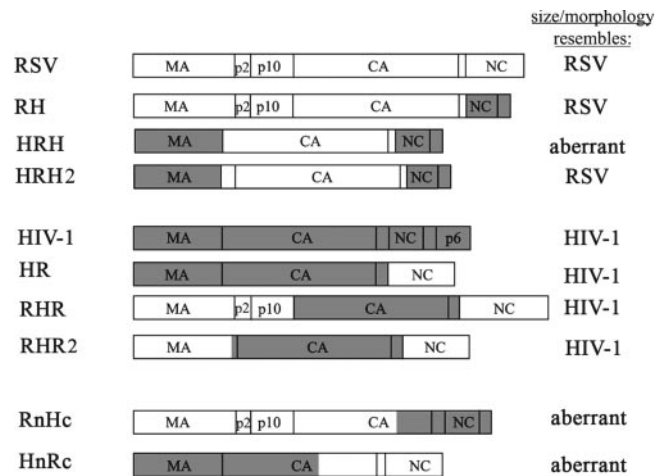 size/morphology
resembles:
RSV MA p2 p10 CA NC RSV
RH MA p2 p10 CA NC RSV
HRH MA CA NC aberrant
HRH2 MA CA NC RSV
HIV-1 MA CA NC p6 HIV-1
HR MA CA NC HIV-1
RHR MA p2 p10 CA NC HIV-1
RHR2 MA CA NC HIV-1
RnHc MA p2 p10 CA NC aberrant
HnRc MA CA NC aberrant